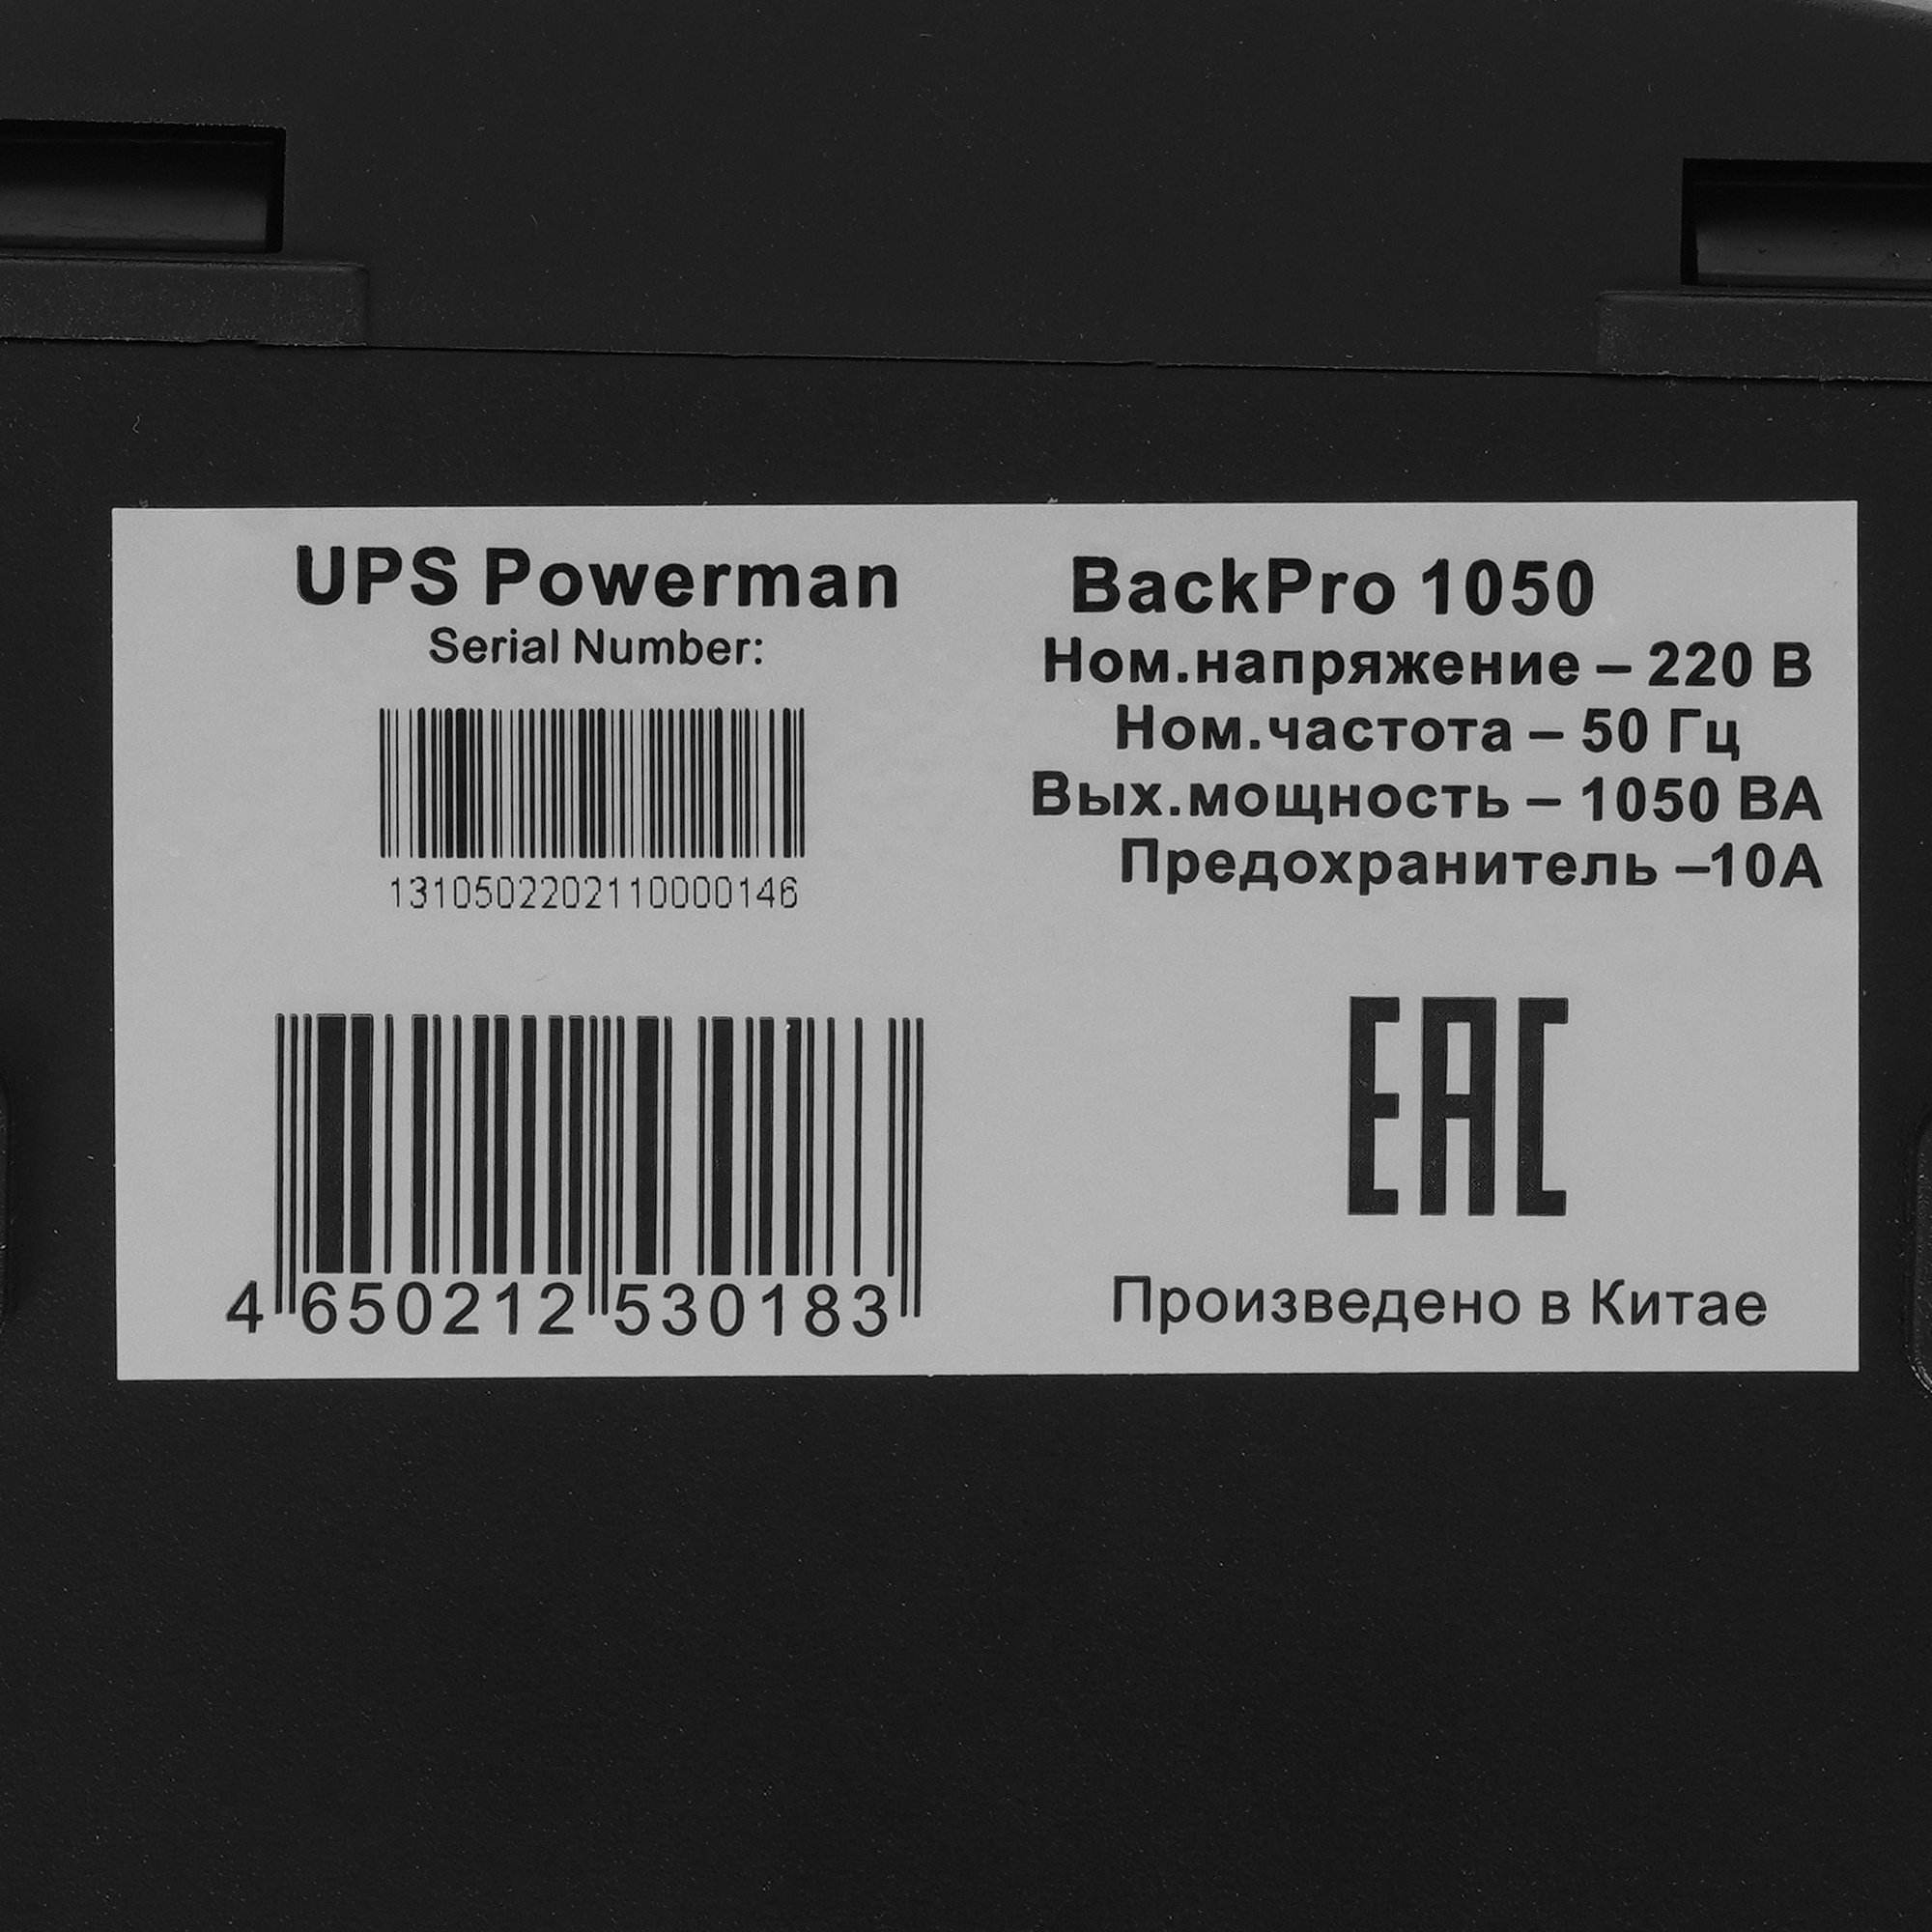 UPS Powerman
Serial Number:
1310502202110000146
4 650212 530183
BackPro 1050
Ном.напряжение – 220 В
Ном.частота – 50 Гц
Вых.мощность – 1050 ВА
Предохранитель –10А
EAC
Произведено в Китае